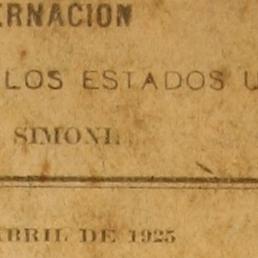 ERNACION
LOS ESTADOS U
SIMONI.
ABRIL DE 1925